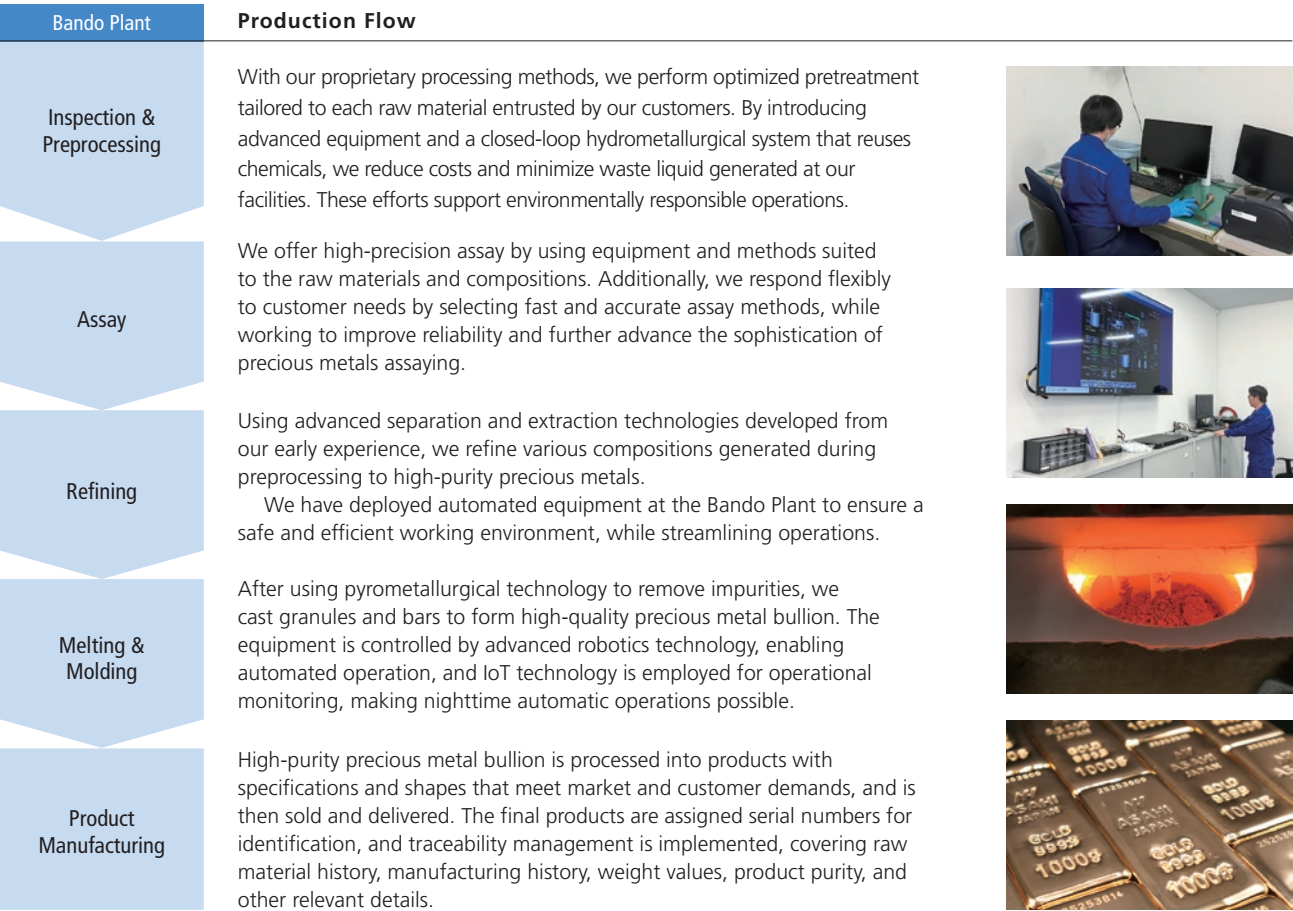 Bando Plant
Production Flow
Inspection &
Preprocessing
With our proprietary processing methods, we perform optimized pretreatment
tailored to each raw material entrusted by our customers. By introducing
advanced equipment and a closed-loop hydrometallurgical system that reuses
chemicals, we reduce costs and minimize waste liquid generated at our
facilities. These efforts support environmentally responsible operations.
Assay
We offer high-precision assay by using equipment and methods suited
to the raw materials and compositions. Additionally, we respond flexibly
to customer needs by selecting fast and accurate assay methods, while
working to improve reliability and further advance the sophistication of
precious metals assaying.
Refining
Using advanced separation and extraction technologies developed from
our early experience, we refine various compositions generated during
preprocessing to high-purity precious metals.
We have deployed automated equipment at the Bando Plant to ensure a
safe and efficient working environment, while streamlining operations.
Melting &
Molding
After using pyrometallurgical technology to remove impurities, we
cast granules and bars to form high-quality precious metal bullion. The
equipment is controlled by advanced robotics technology, enabling
automated operation, and IoT technology is employed for operational
monitoring, making nighttime automatic operations possible.
Product
Manufacturing
High-purity precious metal bullion is processed into products with
specifications and shapes that meet market and customer demands, and is
then sold and delivered. The final products are assigned serial numbers for
identification, and traceability management is implemented, covering raw
material history, manufacturing history, weight values, product purity, and
other relevant details.
ASAHI
JAPAN
GOLD
999.9
1000g
25253814